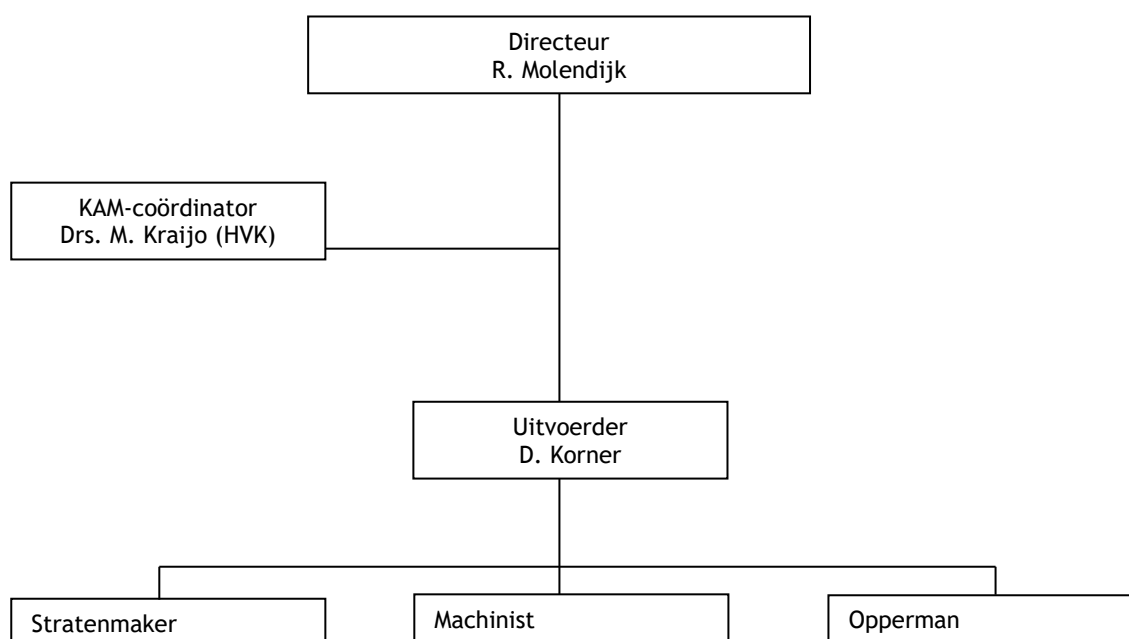 Directeur
R. Molendijk
KAM-coördinator
Drs. M. Kraijo (HVK)
Uitvoerder
D. Korner
Stratenmaker
Machinist
Opperman